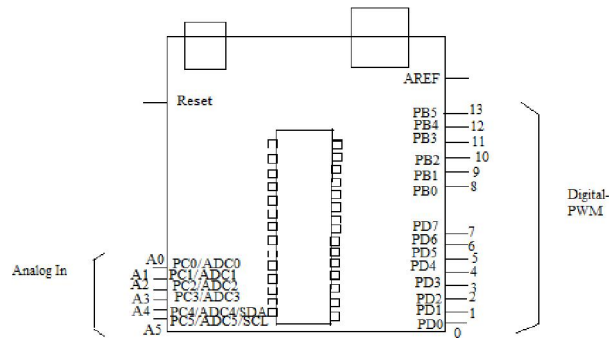 AREF
Reset
PB5 13
PB4 12
PB3 11
PB2 10
PB1 9
PB0 8
Digital-
PWM
PD7 7
PD6 6
PD5 5
PD4 4
PD3 3
PD2 2
PD1 1
PD0 0
Analog In
A0 PC0/ADC0
A1 PC1/ADC1
A2 PC2/ADC2
A3 PC3/ADC3
A4 PC4/ADC4/SDA
A5 PC5/ADC5/SCL